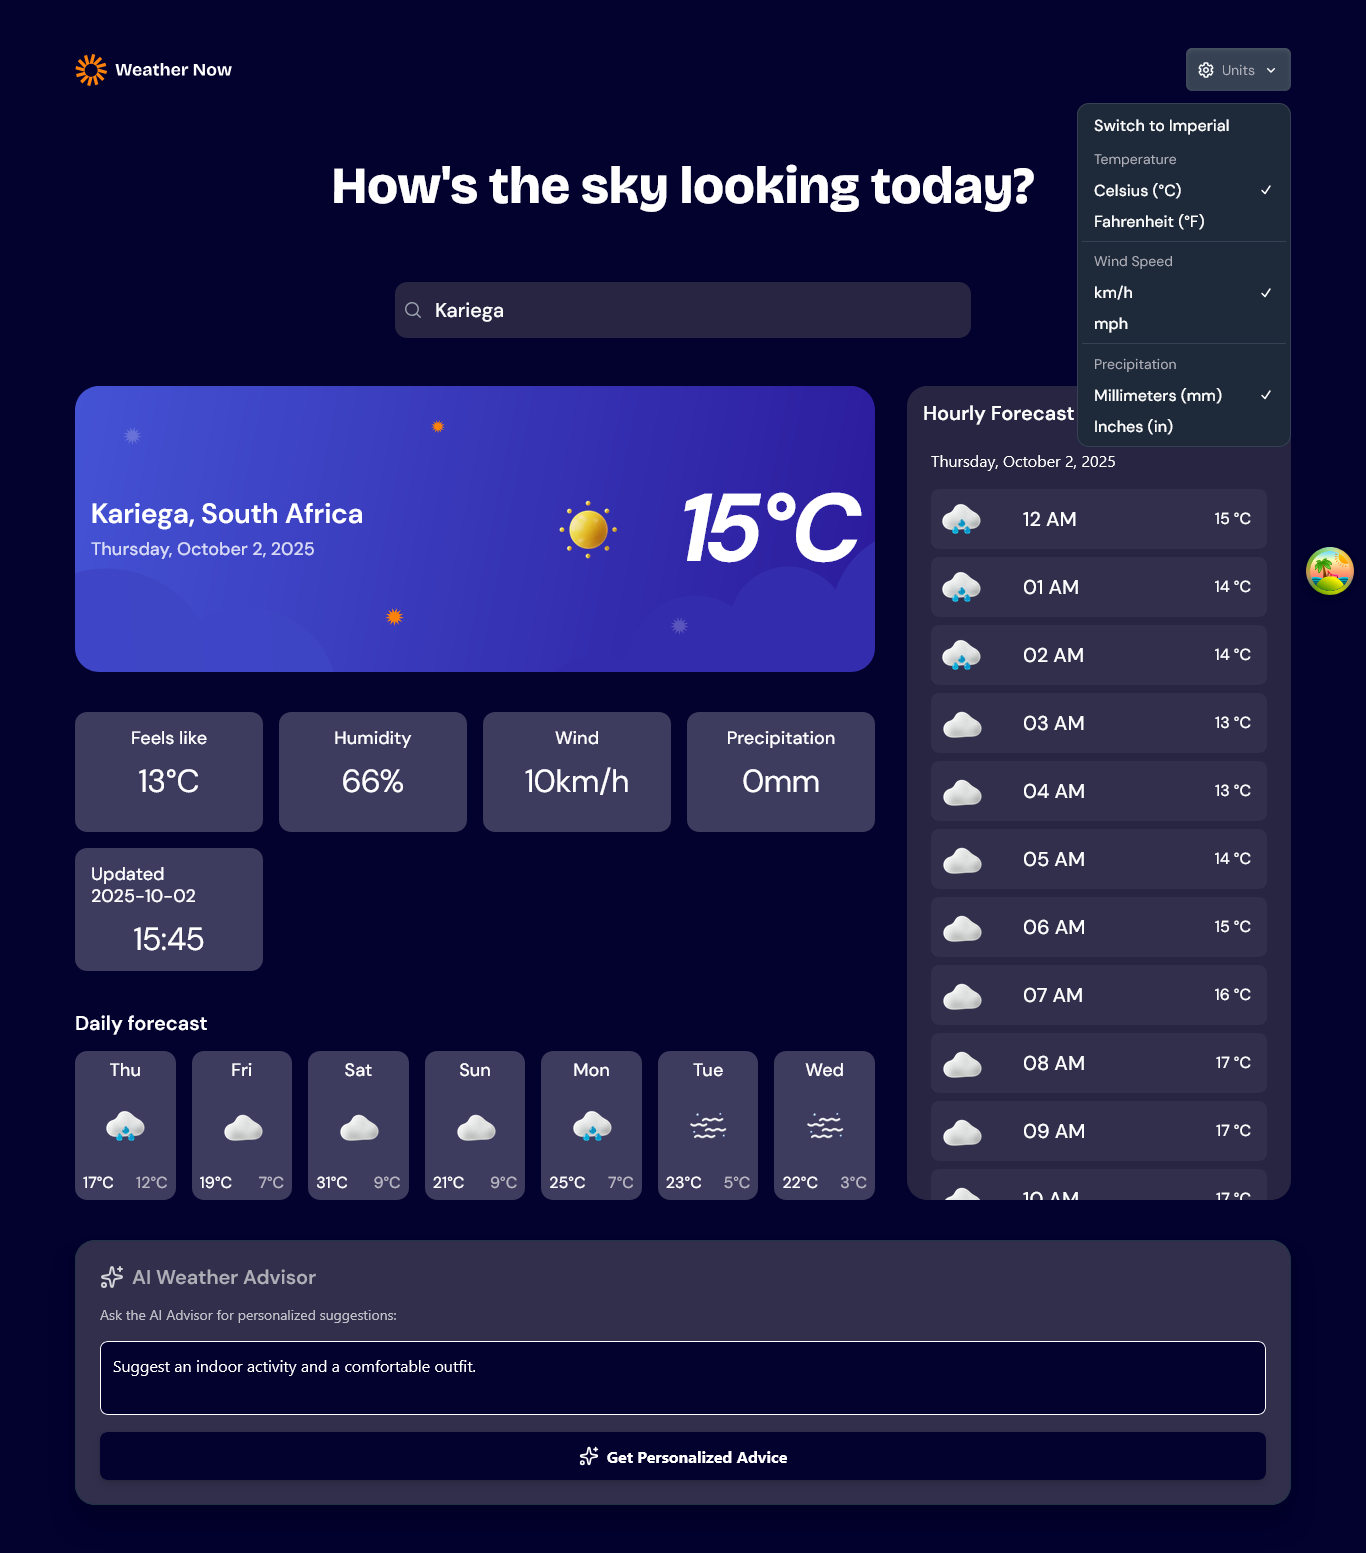 Weather Now
Units
Switch to Imperial
Temperature
Celsius (°C)
Fahrenheit (°F)
Wind Speed
km/h
mph
Precipitation
Millimeters (mm)
Inches (in)
How's the sky looking today?
Kariega
Kariega, South Africa
Thursday, October 2, 2025
15°C
Feels like
13°C
Humidity
66%
Wind
10km/h
Precipitation
0mm
Updated
2025-10-02
15:45
Daily forecast
Thu
17°C 12°C
Fri
19°C 7°C
Sat
31°C 9°C
Sun
21°C 9°C
Mon
25°C 7°C
Tue
23°C 5°C
Wed
22°C 3°C
Hourly Forecast
Thursday, October 2, 2025
12 AM 15 °C
01 AM 14 °C
02 AM 14 °C
03 AM 13 °C
04 AM 13 °C
05 AM 14 °C
06 AM 15 °C
07 AM 16 °C
08 AM 17 °C
09 AM 17 °C
10 AM 17 °C
AI Weather Advisor
Ask the AI Advisor for personalized suggestions:
Suggest an indoor activity and a comfortable outfit.
Get Personalized Advice